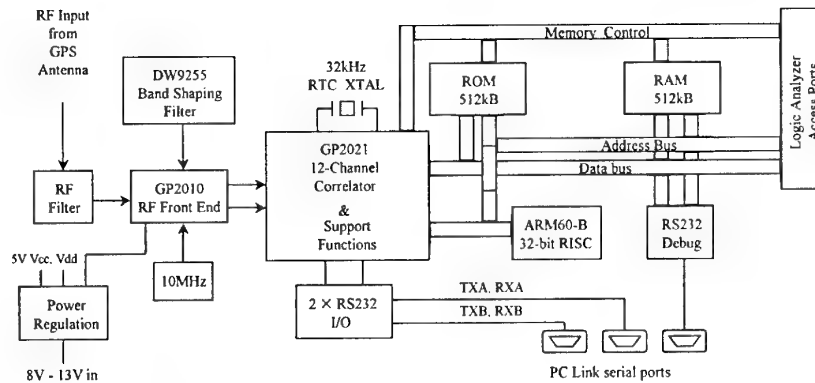 RF Input
from
GPS
Antenna
DW9255
Band Shaping
Filter
32kHz
RTC XTAL
Memory Control
ROM
512kB
RAM
512kB
Logic Analyzer
Access Ports
Address Bus
Data bus
GP2021
12-Channel
Correlator
&
Support
Functions
RF
Filter
GP2010
RF Front End
ARM60-B
32-bit RISC
RS232
Debug
5V Vcc, Vdd
10MHz
Power
Regulation
2 × RS232
I/O
TXA, RXA
TXB, RXB
8V - 13V in
PC Link serial ports